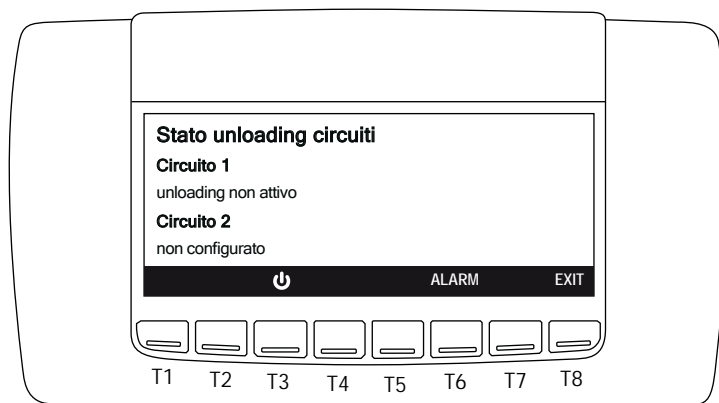 Stato unloading circuiti
Circuito 1
unloading non attivo
Circuito 2
non configurato
ALARM EXIT
T1 T2 T3 T4 T5 T6 T7 T8